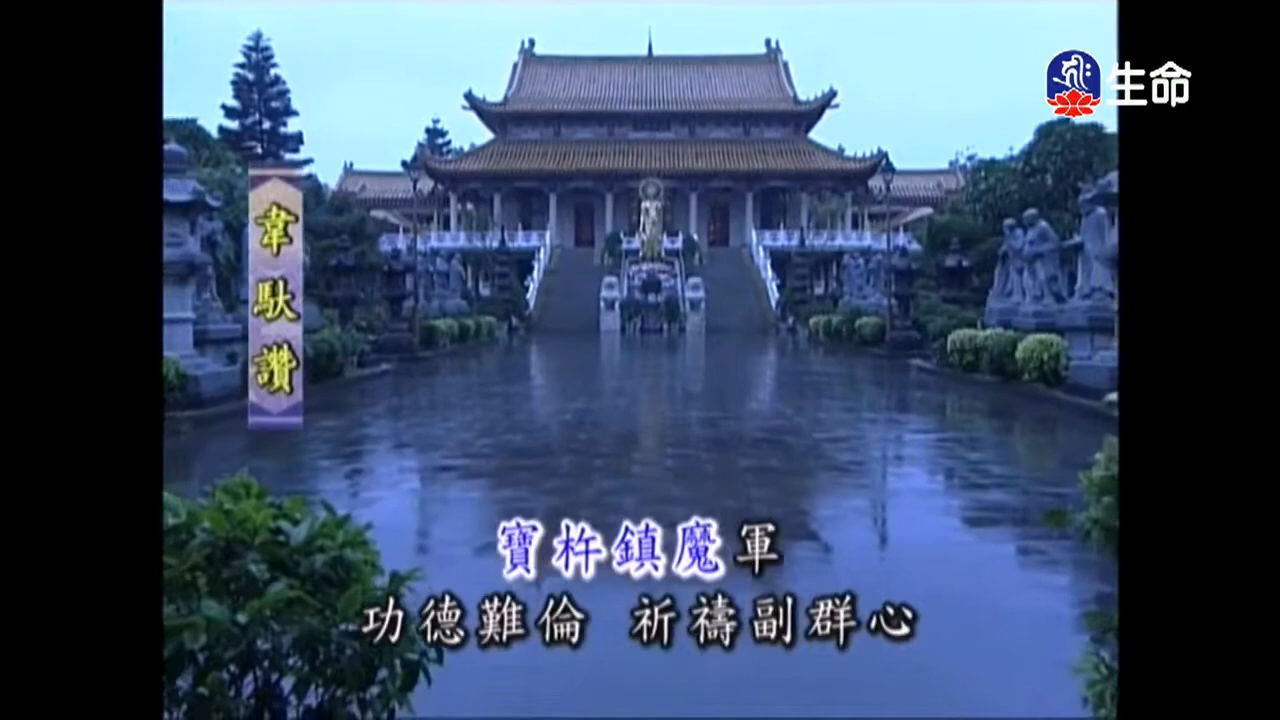 生命
韋馱讚
寶杵鎮魔軍
功德難倫 祈禱副群心